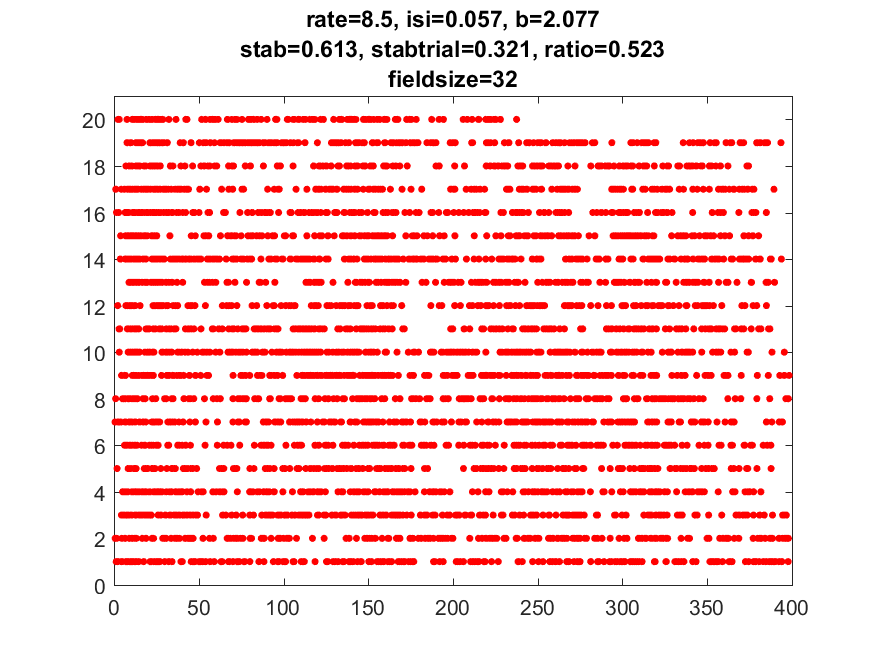 rate=8.5, isi=0.057, b=2.077
stab=0.613, stabtrial=0.321, ratio=0.523
fieldsize=32
20
18
16
14
12
10
8
6
4
2
0
0 50 100 150 200 250 300 350 400